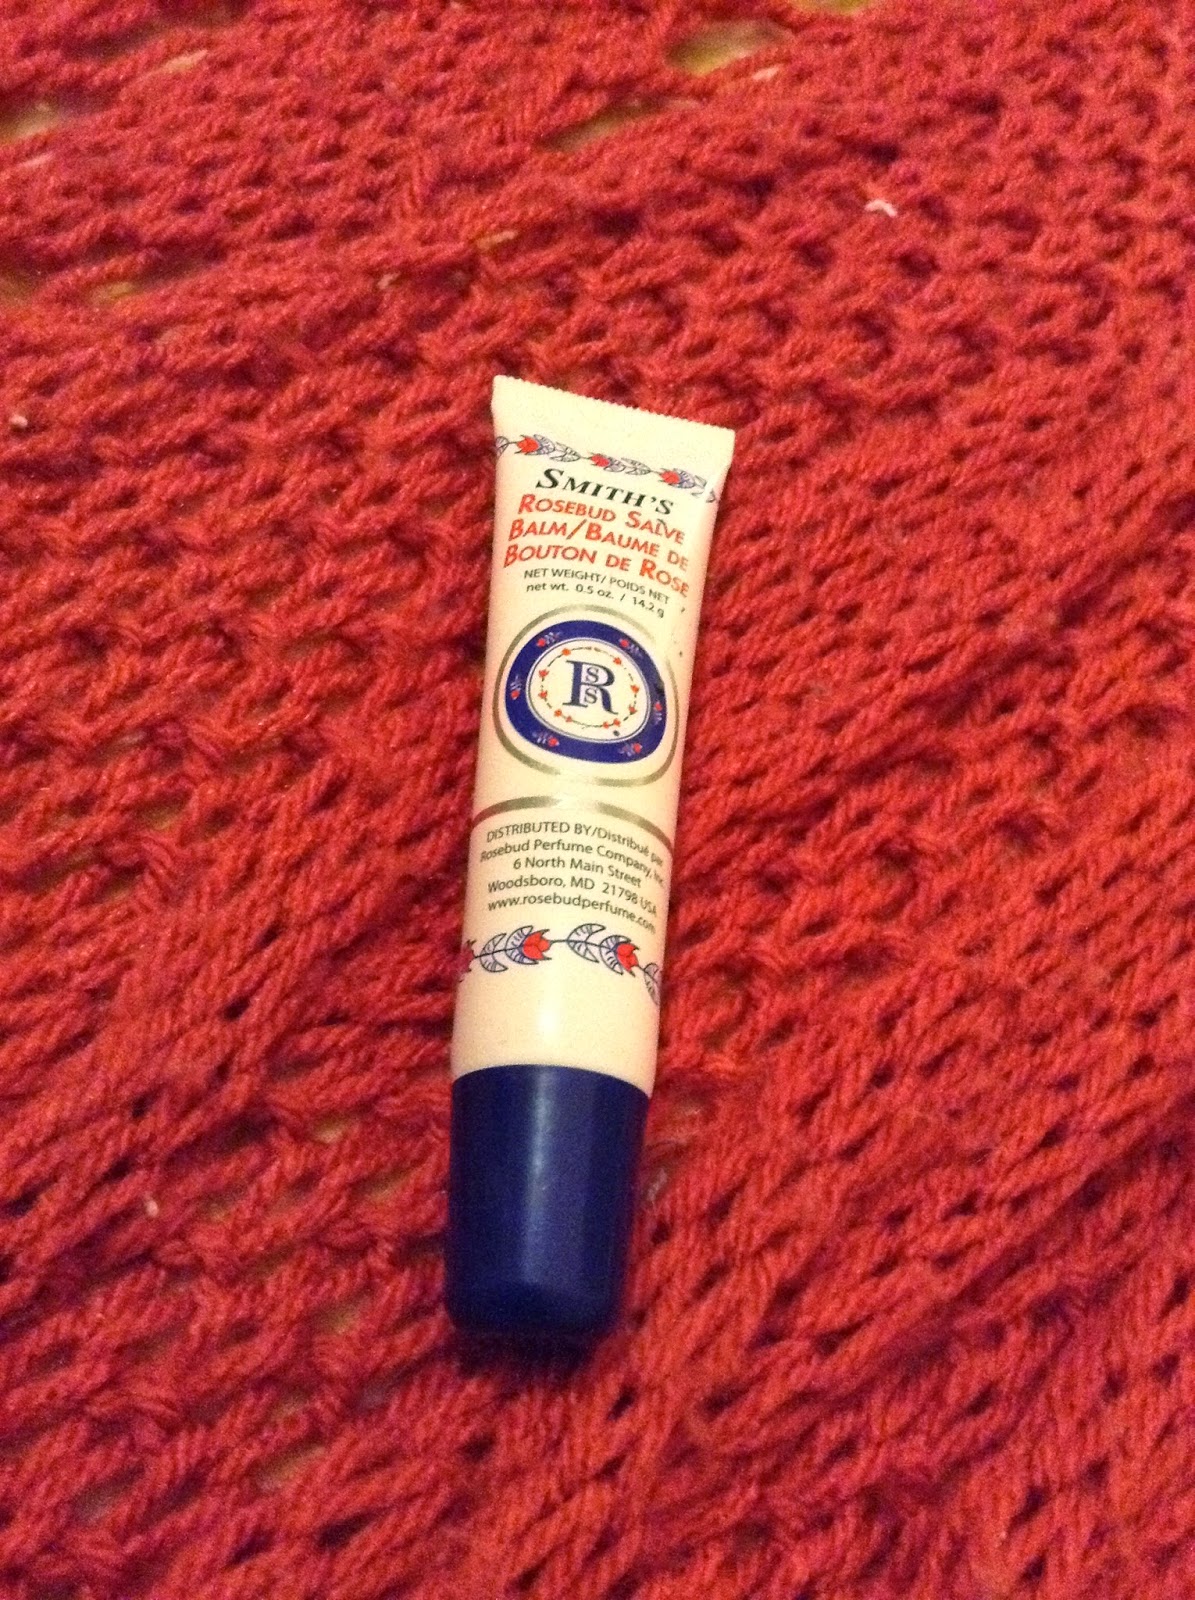 SMITH'S
ROSEBUD SALVE
BALM/BAUME DE
BOUTON DE ROSE
NET WEIGHT/ POIDS NET
net wt. 0.5 oz. / 14.2 g
RSS
DISTRIBUTED BY/Distribué par
Rosebud Perfume Company, Inc.
6 North Main Street
Woodsboro, MD 21798 USA
www.rosebudperfume.com